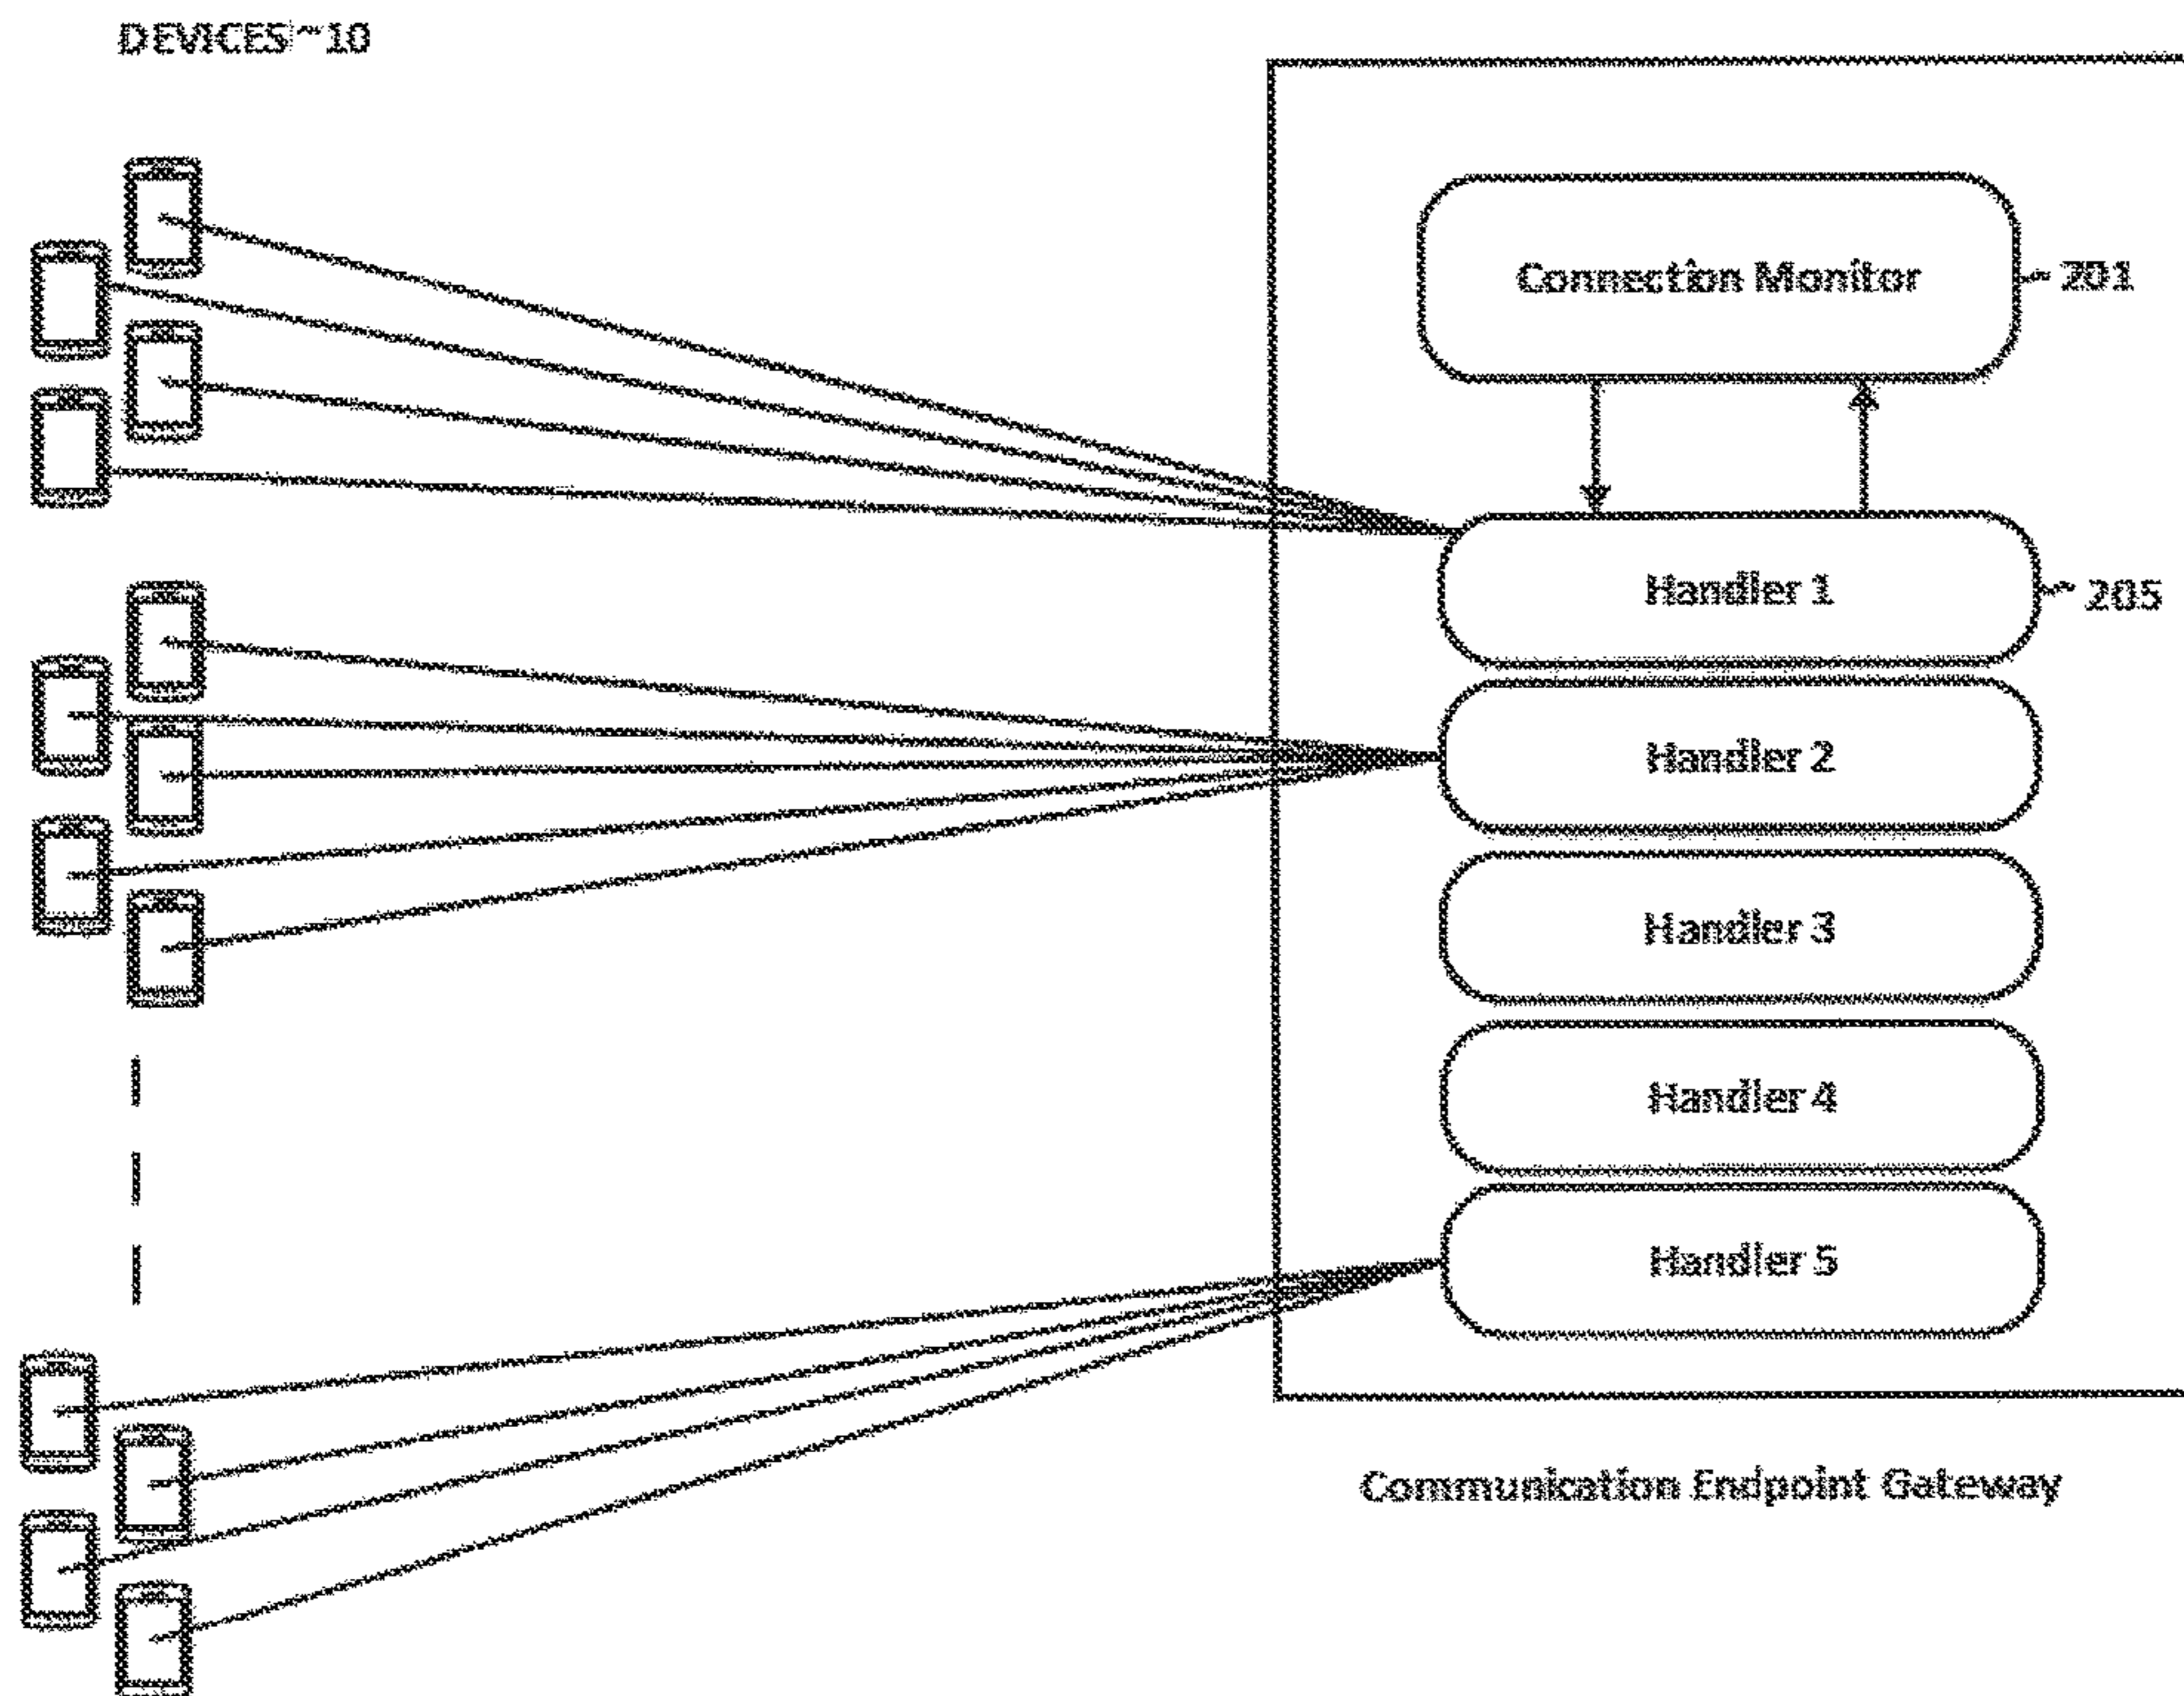 DEVICES ~10
Connection Monitor
~ 201
Handler 1
~ 205
Handler 2
Handler 3
Handler 4
Handler 5
Communication Endpoint Gateway